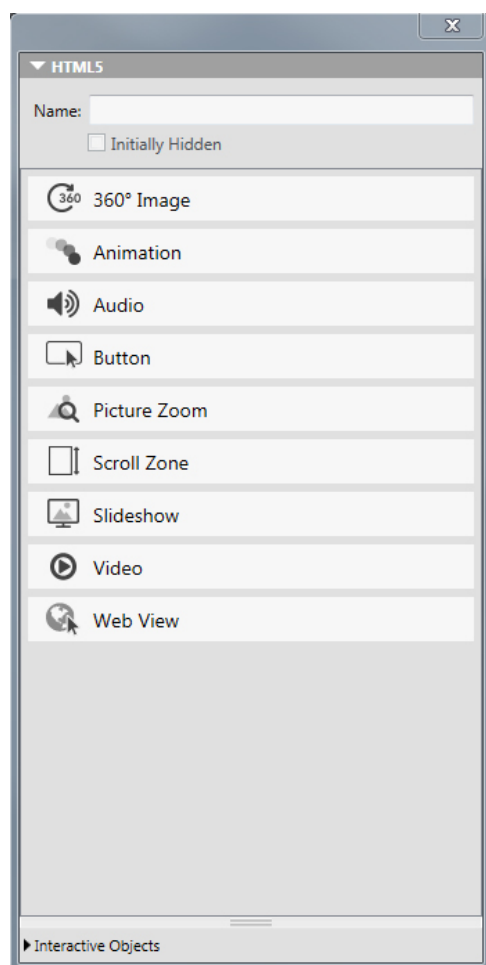 HTML5
Name:
Initially Hidden
360 360° Image
Animation
Audio
Button
Picture Zoom
Scroll Zone
Slideshow
Video
Web View
Interactive Objects